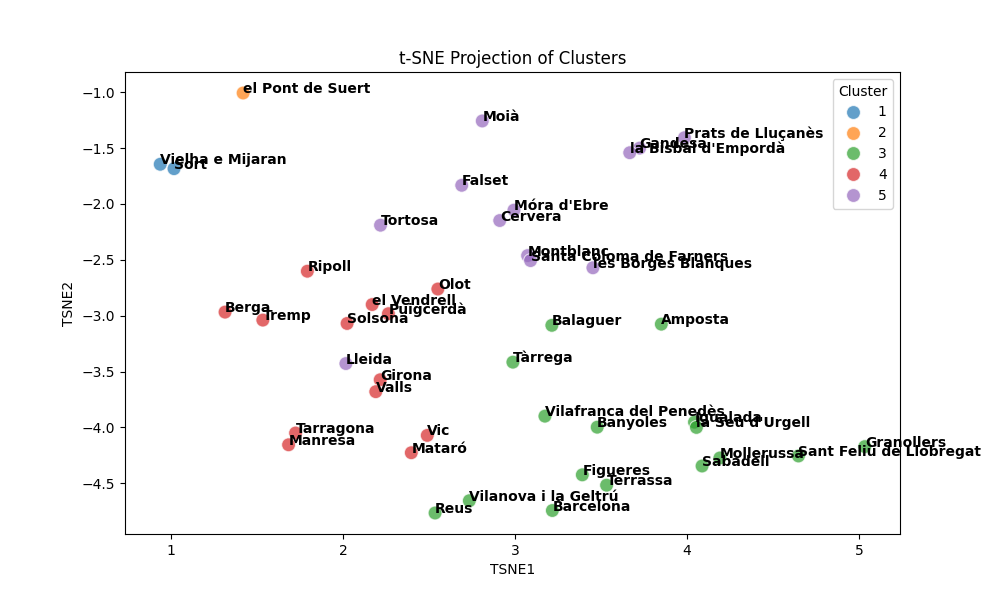 t-SNE Projection of Clusters
−1.0
−1.5
−2.0
−2.5
−3.0
−3.5
−4.0
−4.5
TSNE2
Cluster
1
2
3
4
5
el Pont de Suert
Moià
Prats de Lluçanès
Gandesa
la Bisbal d'Empordà
Vielha e Mijaran
Sort
Falset
Móra d'Ebre
Cervera
Tortosa
Montblanc
Santa Coloma de Farners
les Borges Blanques
Ripoll
Olot
el Vendrell
Berga
Puigcerdà
Tremp
Solsona
Balaguer
Amposta
Lleida
Tàrrega
Girona
Valls
Vilafranca del Penedès
Igualada
Banyoles
la Seu d'Urgell
Tarragona
Vic
Manresa
Mataró
Granollers
Sant Feliu de Llobregat
Mollerussa
Sabadell
Figueres
Terrassa
Vilanova i la Geltrú
Reus
Barcelona
1
2
3
4
5
TSNE1